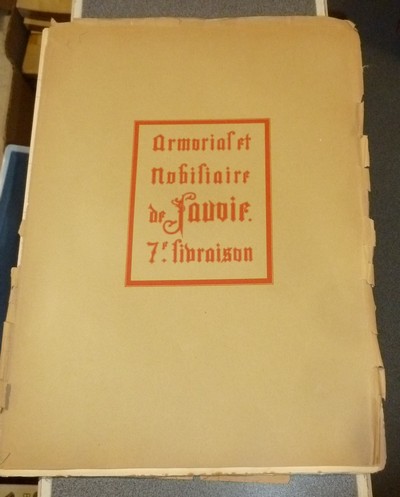 Armorial et
Nobiliaire
de Savoie.
7e. livraison